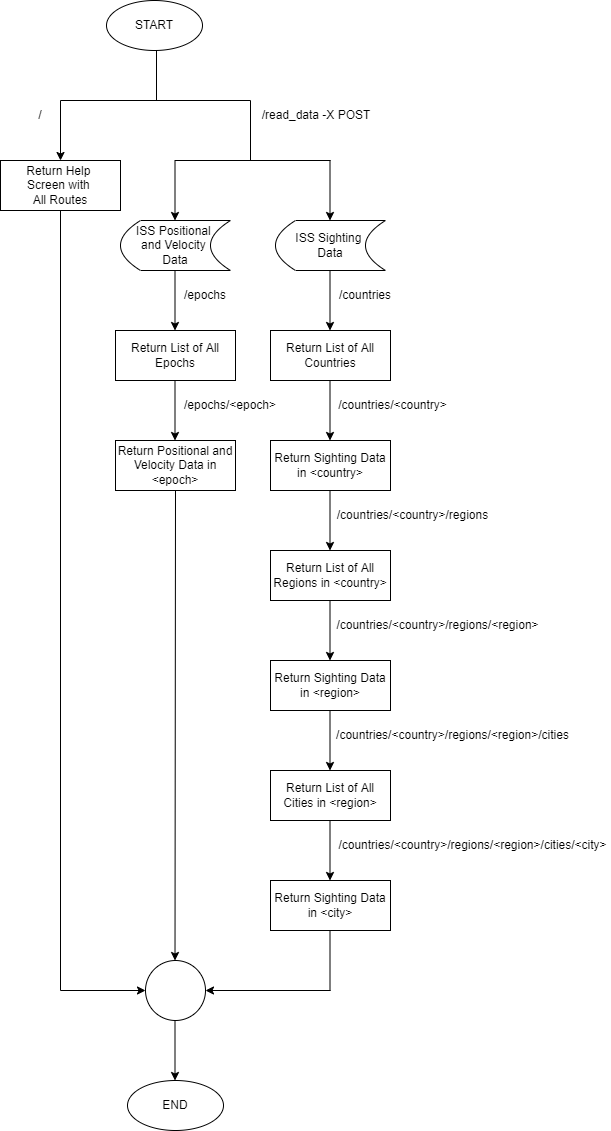 START
/
/read_data -X POST
Return Help
Screen with
All Routes
ISS Positional
and Velocity
Data
ISS Sighting
Data
/epochs
/countries
Return List of All
Epochs
Return List of All
Countries
/epochs/<epoch>
/countries/<country>
Return Positional and
Velocity Data in
<epoch>
Return Sighting Data
in <country>
/countries/<country>/regions
Return List of All
Regions in <country>
/countries/<country>/regions/<region>
Return Sighting Data
in <region>
/countries/<country>/regions/<region>/cities
Return List of All
Cities in <region>
/countries/<country>/regions/<region>/cities/<city>
Return Sighting Data
in <city>
END